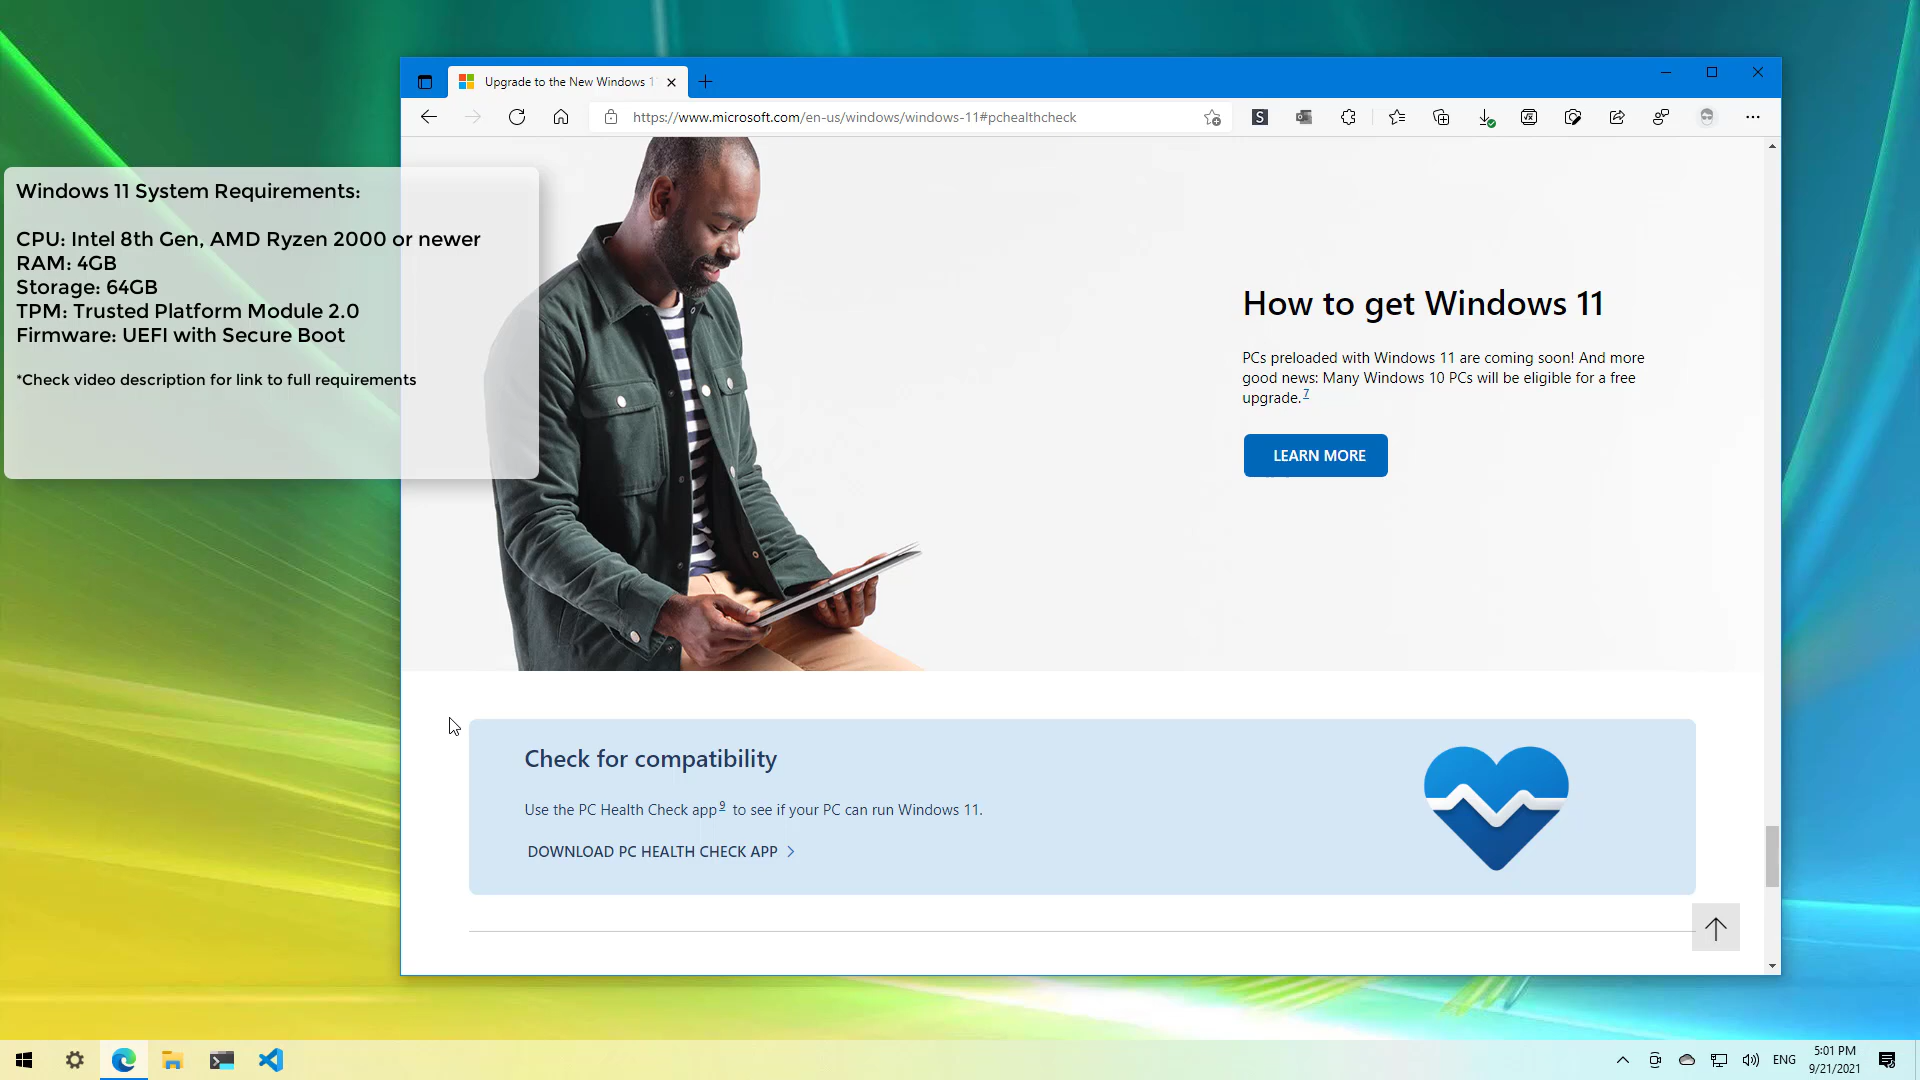 Upgrade to the New Windows 1
https://www.microsoft.com/en-us/windows/windows-11#pchealthcheck
Windows 11 System Requirements:
CPU: Intel 8th Gen, AMD Ryzen 2000 or newer
RAM: 4GB
Storage: 64GB
TPM: Trusted Platform Module 2.0
Firmware: UEFI with Secure Boot
*Check video description for link to full requirements
How to get Windows 11
PCs preloaded with Windows 11 are coming soon! And more
good news: Many Windows 10 PCs will be eligible for a free
upgrade.7
LEARN MORE
Check for compatibility
Use the PC Health Check app9 to see if your PC can run Windows 11.
DOWNLOAD PC HEALTH CHECK APP
ENG
5:01 PM
9/21/2021